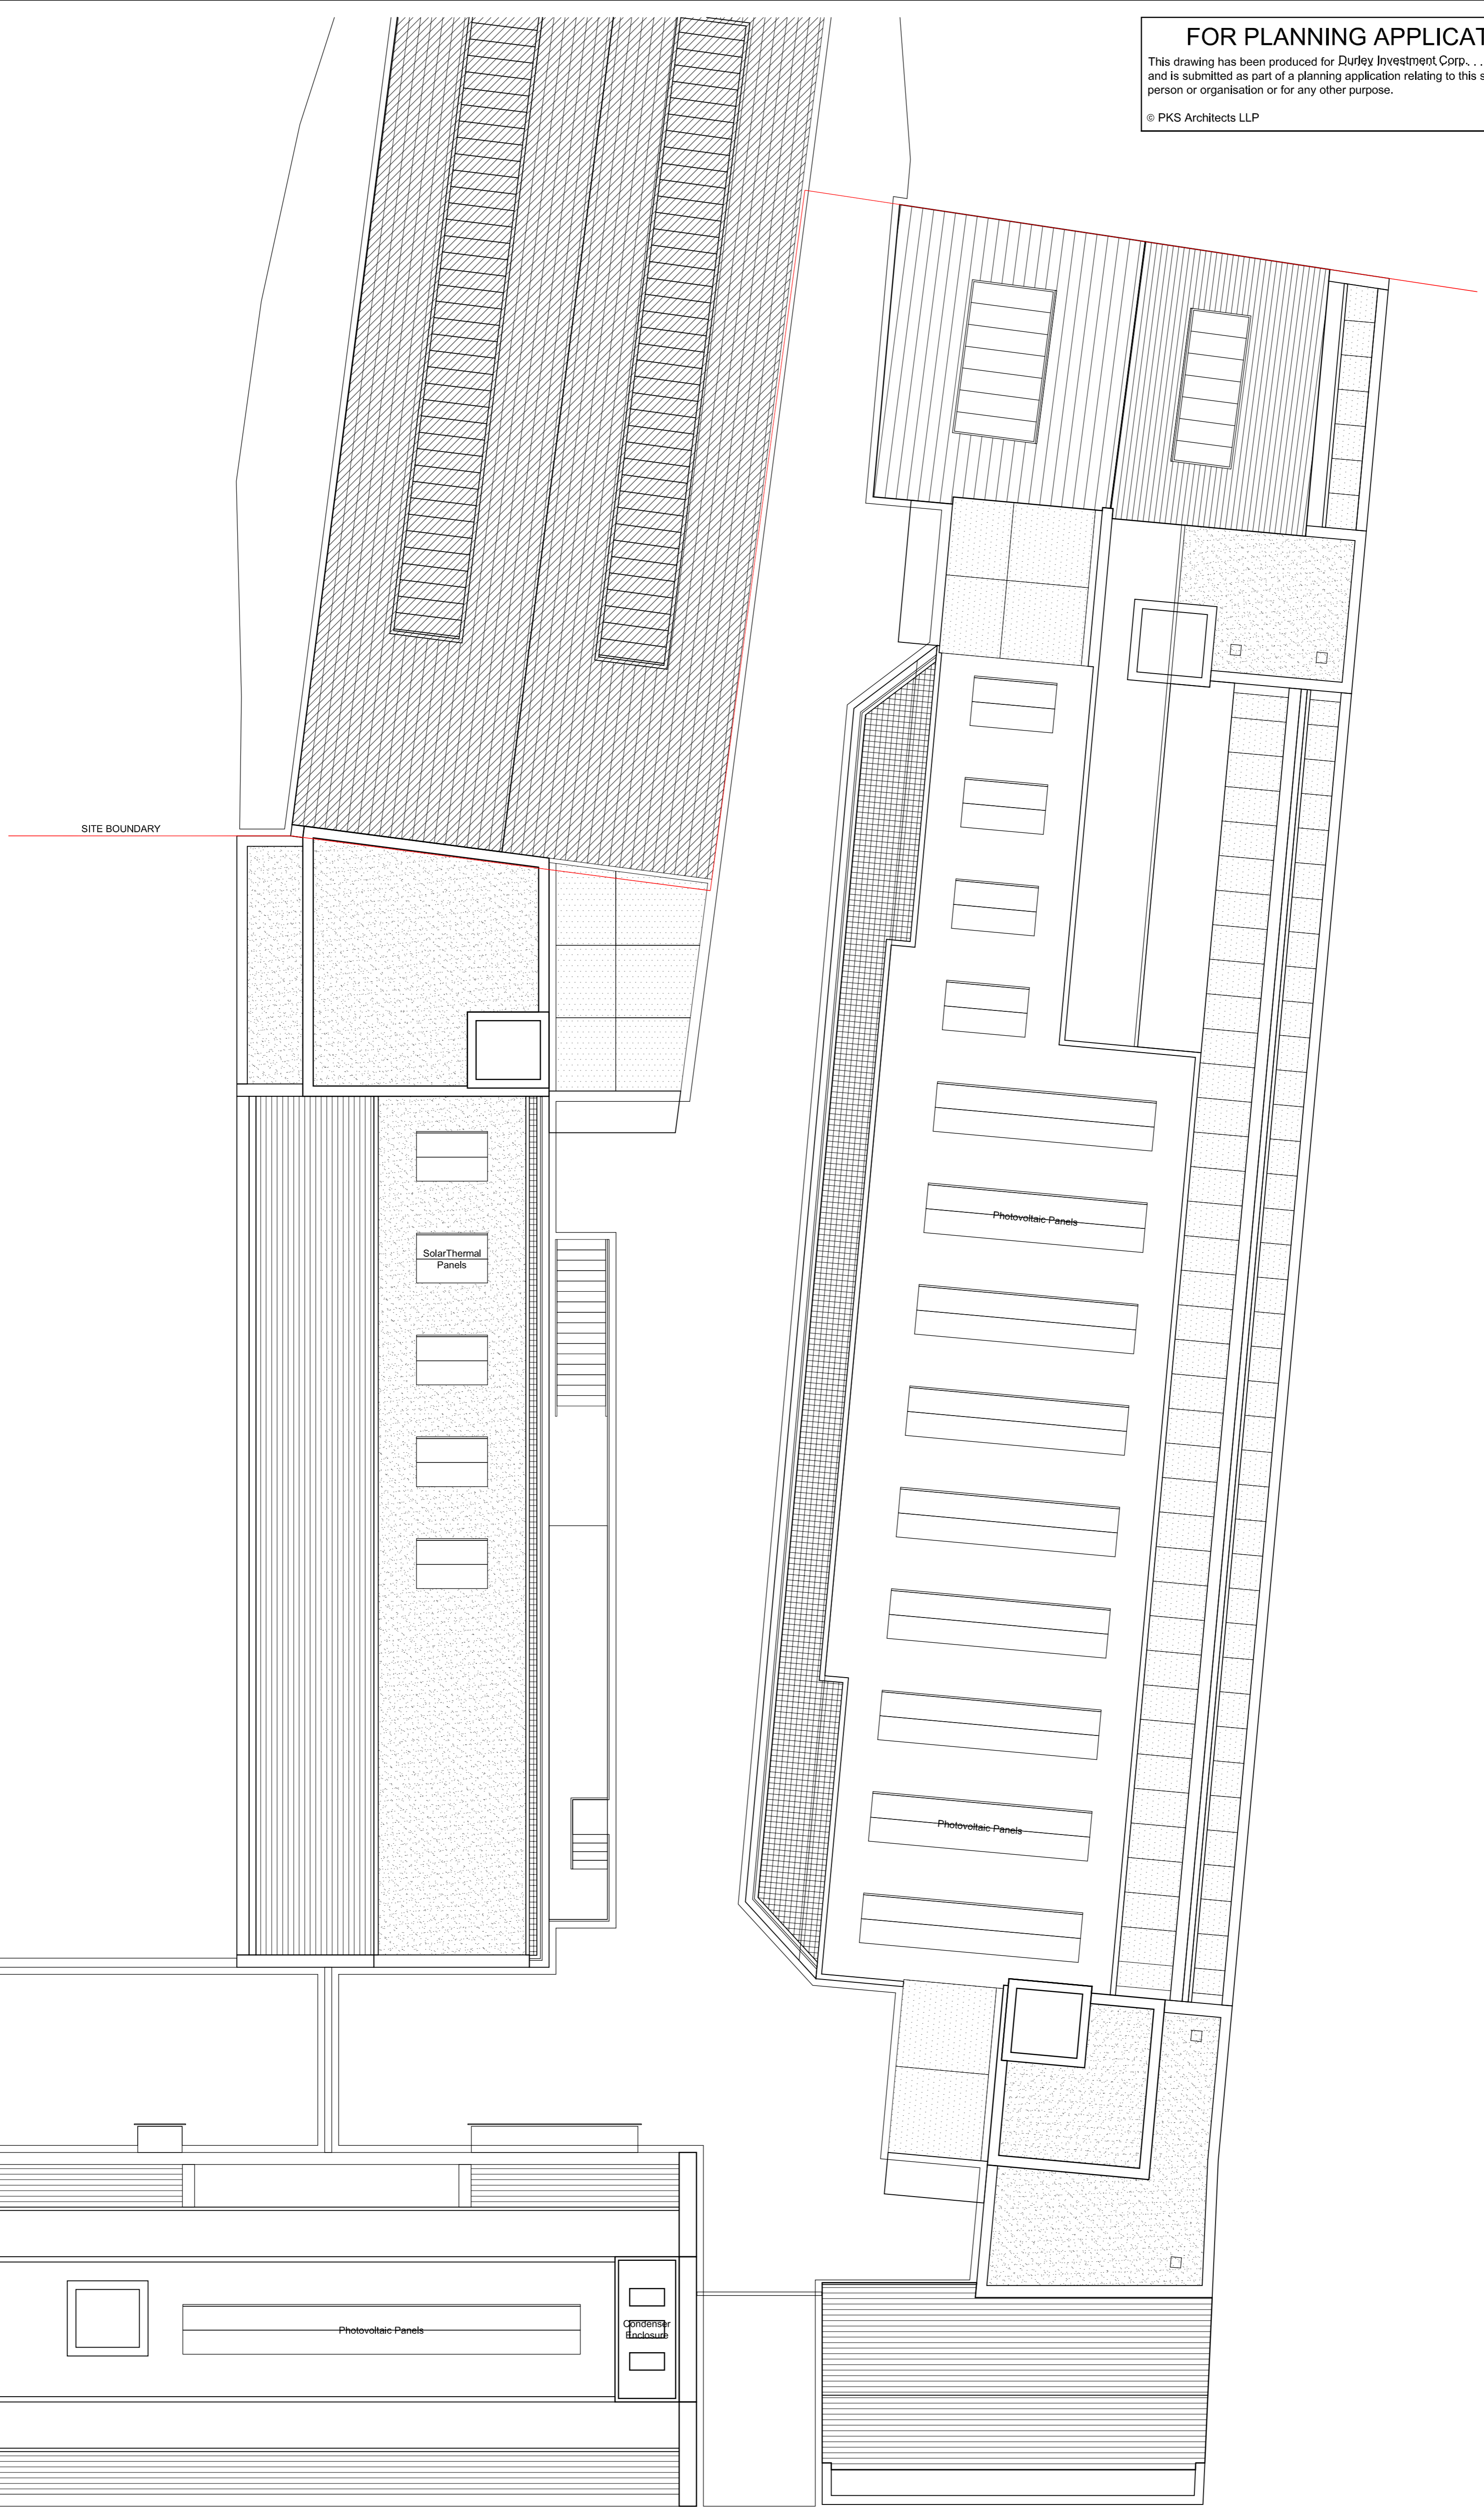 FOR PLANNING APPLICAT
This drawing has been produced for Durley Investment Corp. . .
and is submitted as part of a planning application relating to this s
person or organisation or for any other purpose.
© PKS Architects LLP
SITE BOUNDARY
Photovoltaic Panels
SolarThermal
Panels
Photovoltaic Panels
Photovoltaic Panels
Condenser
Enclosure